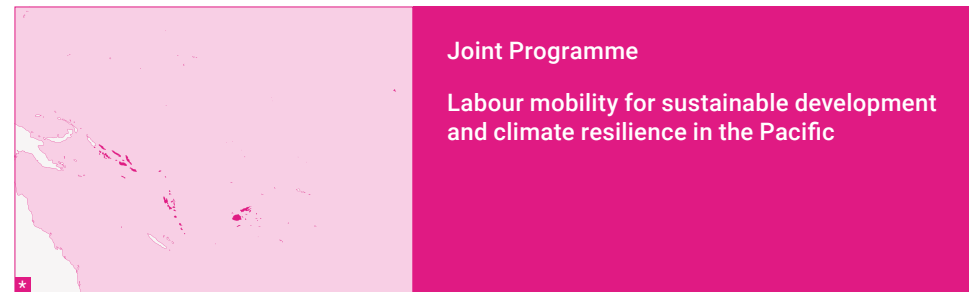 Joint Programme
Labour mobility for sustainable development
and climate resilience in the Pacific
*